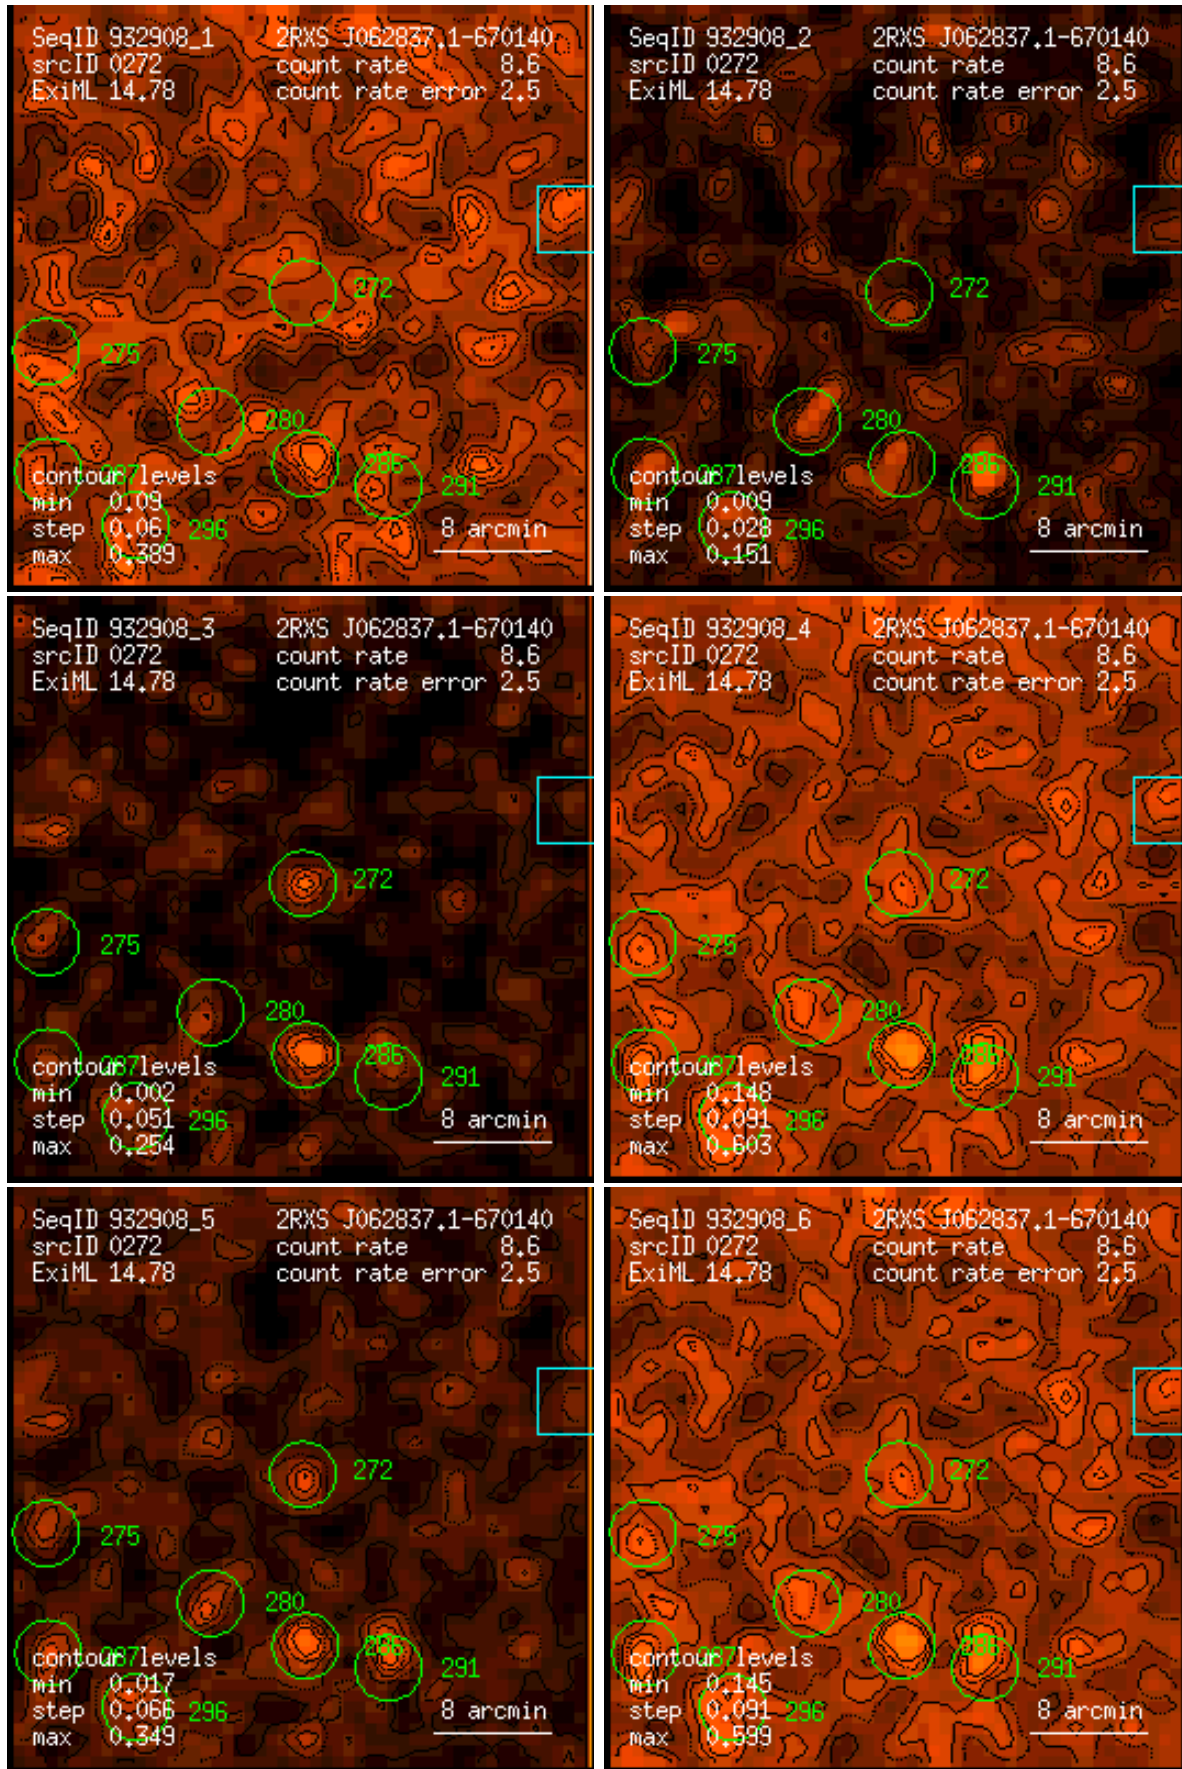 SeqID 932908_1 2RXS J062837.1-670140
srcID 0272 count rate 8.6
ExiML 14.78 count rate error 2.5
272
275
280
286
contour levels 287
291
min 0.09
step 0.06 296 8 arcmin
max 0.389
SeqID 932908_2 2RXS J062837.1-670140
srcID 0272 count rate 8.6
ExiML 14.78 count rate error 2.5
272
275
280
286
contour levels 287
291
min 0.009
step 0.028 296 8 arcmin
max 0.151
SeqID 932908_3 2RXS J062837.1-670140
srcID 0272 count rate 8.6
ExiML 14.78 count rate error 2.5
272
275
280
286
contour levels 287
291
min 0.002
step 0.051 296 8 arcmin
max 0.254
SeqID 932908_4 2RXS J062837.1-670140
srcID 0272 count rate 8.6
ExiML 14.78 count rate error 2.5
272
275
280
286
contour levels 287
291
min 0.148
step 0.091 296 8 arcmin
max 0.603
SeqID 932908_5 2RXS J062837.1-670140
srcID 0272 count rate 8.6
ExiML 14.78 count rate error 2.5
272
275
280
286
contour levels 287
291
min 0.017
step 0.066 296 8 arcmin
max 0.349
SeqID 932908_6 2RXS J062837.1-670140
srcID 0272 count rate 8.6
ExiML 14.78 count rate error 2.5
272
275
280
286
contour levels 287
291
min 0.145
step 0.091 296 8 arcmin
max 0.599